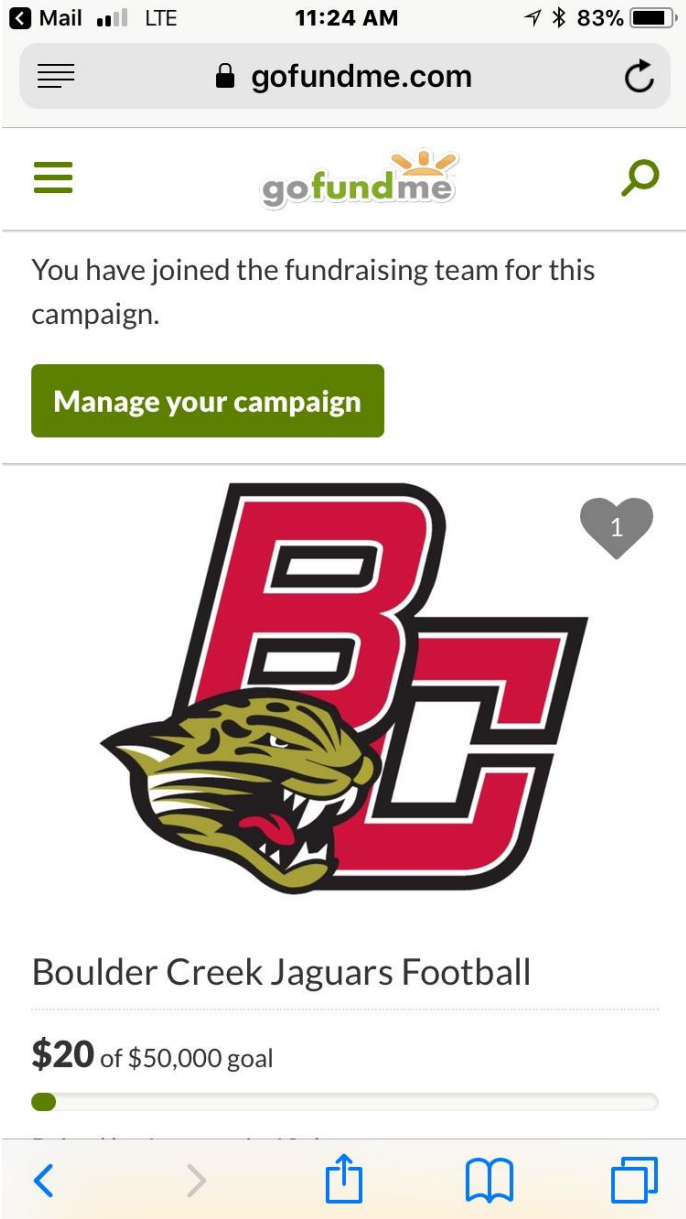 Mail LTE 11:24 AM 83%
gofundme.com
gofundme
You have joined the fundraising team for this
campaign.
Manage your campaign
1
BC
Boulder Creek Jaguars Football
$20 of $50,000 goal